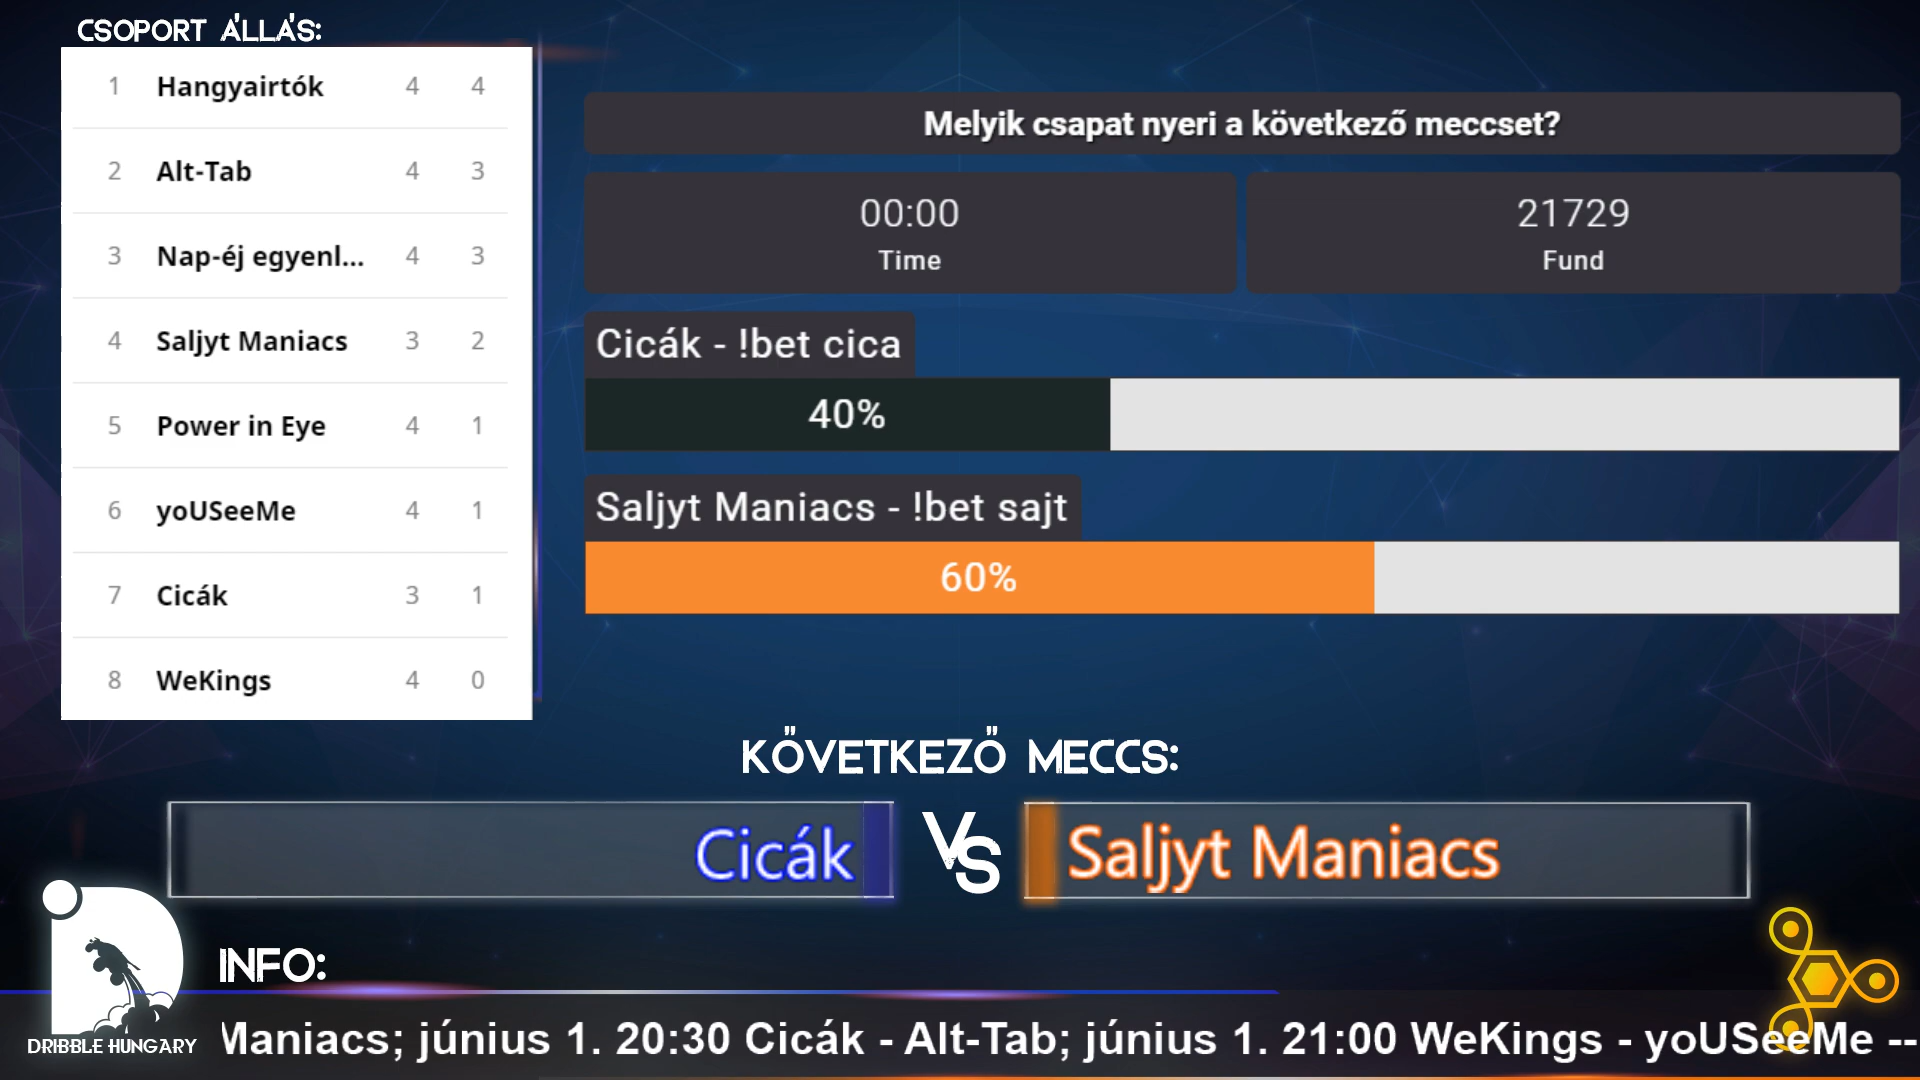 CSOPORT ÁLLÁS:
1 Hangyairtók 4 4
2 Alt-Tab 4 3
3 Nap-éj egyenl... 4 3
4 Saljyt Maniacs 3 2
5 Power in Eye 4 1
6 yoUSeeMe 4 1
7 Cicák 3 1
8 WeKings 4 0
Melyik csapat nyeri a következő meccset?
00:00
Time
21729
Fund
Cicák - !bet cica
40%
Saljyt Maniacs - !bet sajt
60%
KÖVETKEZŐ MECCS:
Cicák VS Saljyt Maniacs
INFO:
Maniacs; június 1. 20:30 Cicák - Alt-Tab; június 1. 21:00 WeKings - yoUSeeMe --
DRIBBLE HUNGARY